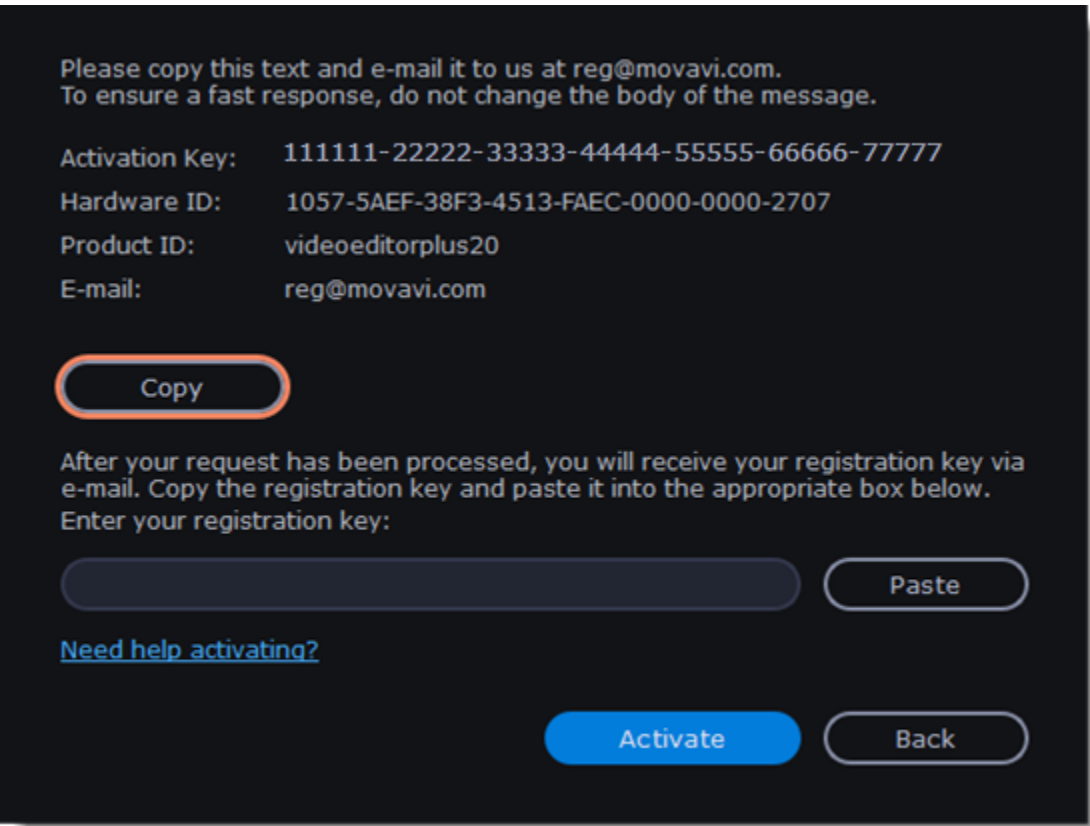 Please copy this text and e-mail it to us at reg@movavi.com.
To ensure a fast response, do not change the body of the message.
Activation Key: 111111-22222-33333-44444-55555-66666-77777
Hardware ID: 1057-5AEF-38F3-4513-FAEC-0000-0000-2707
Product ID: videoeditorplus20
E-mail: reg@movavi.com
Copy
After your request has been processed, you will receive your registration key via
e-mail. Copy the registration key and paste it into the appropriate box below.
Enter your registration key:
Paste
Need help activating?
Activate Back